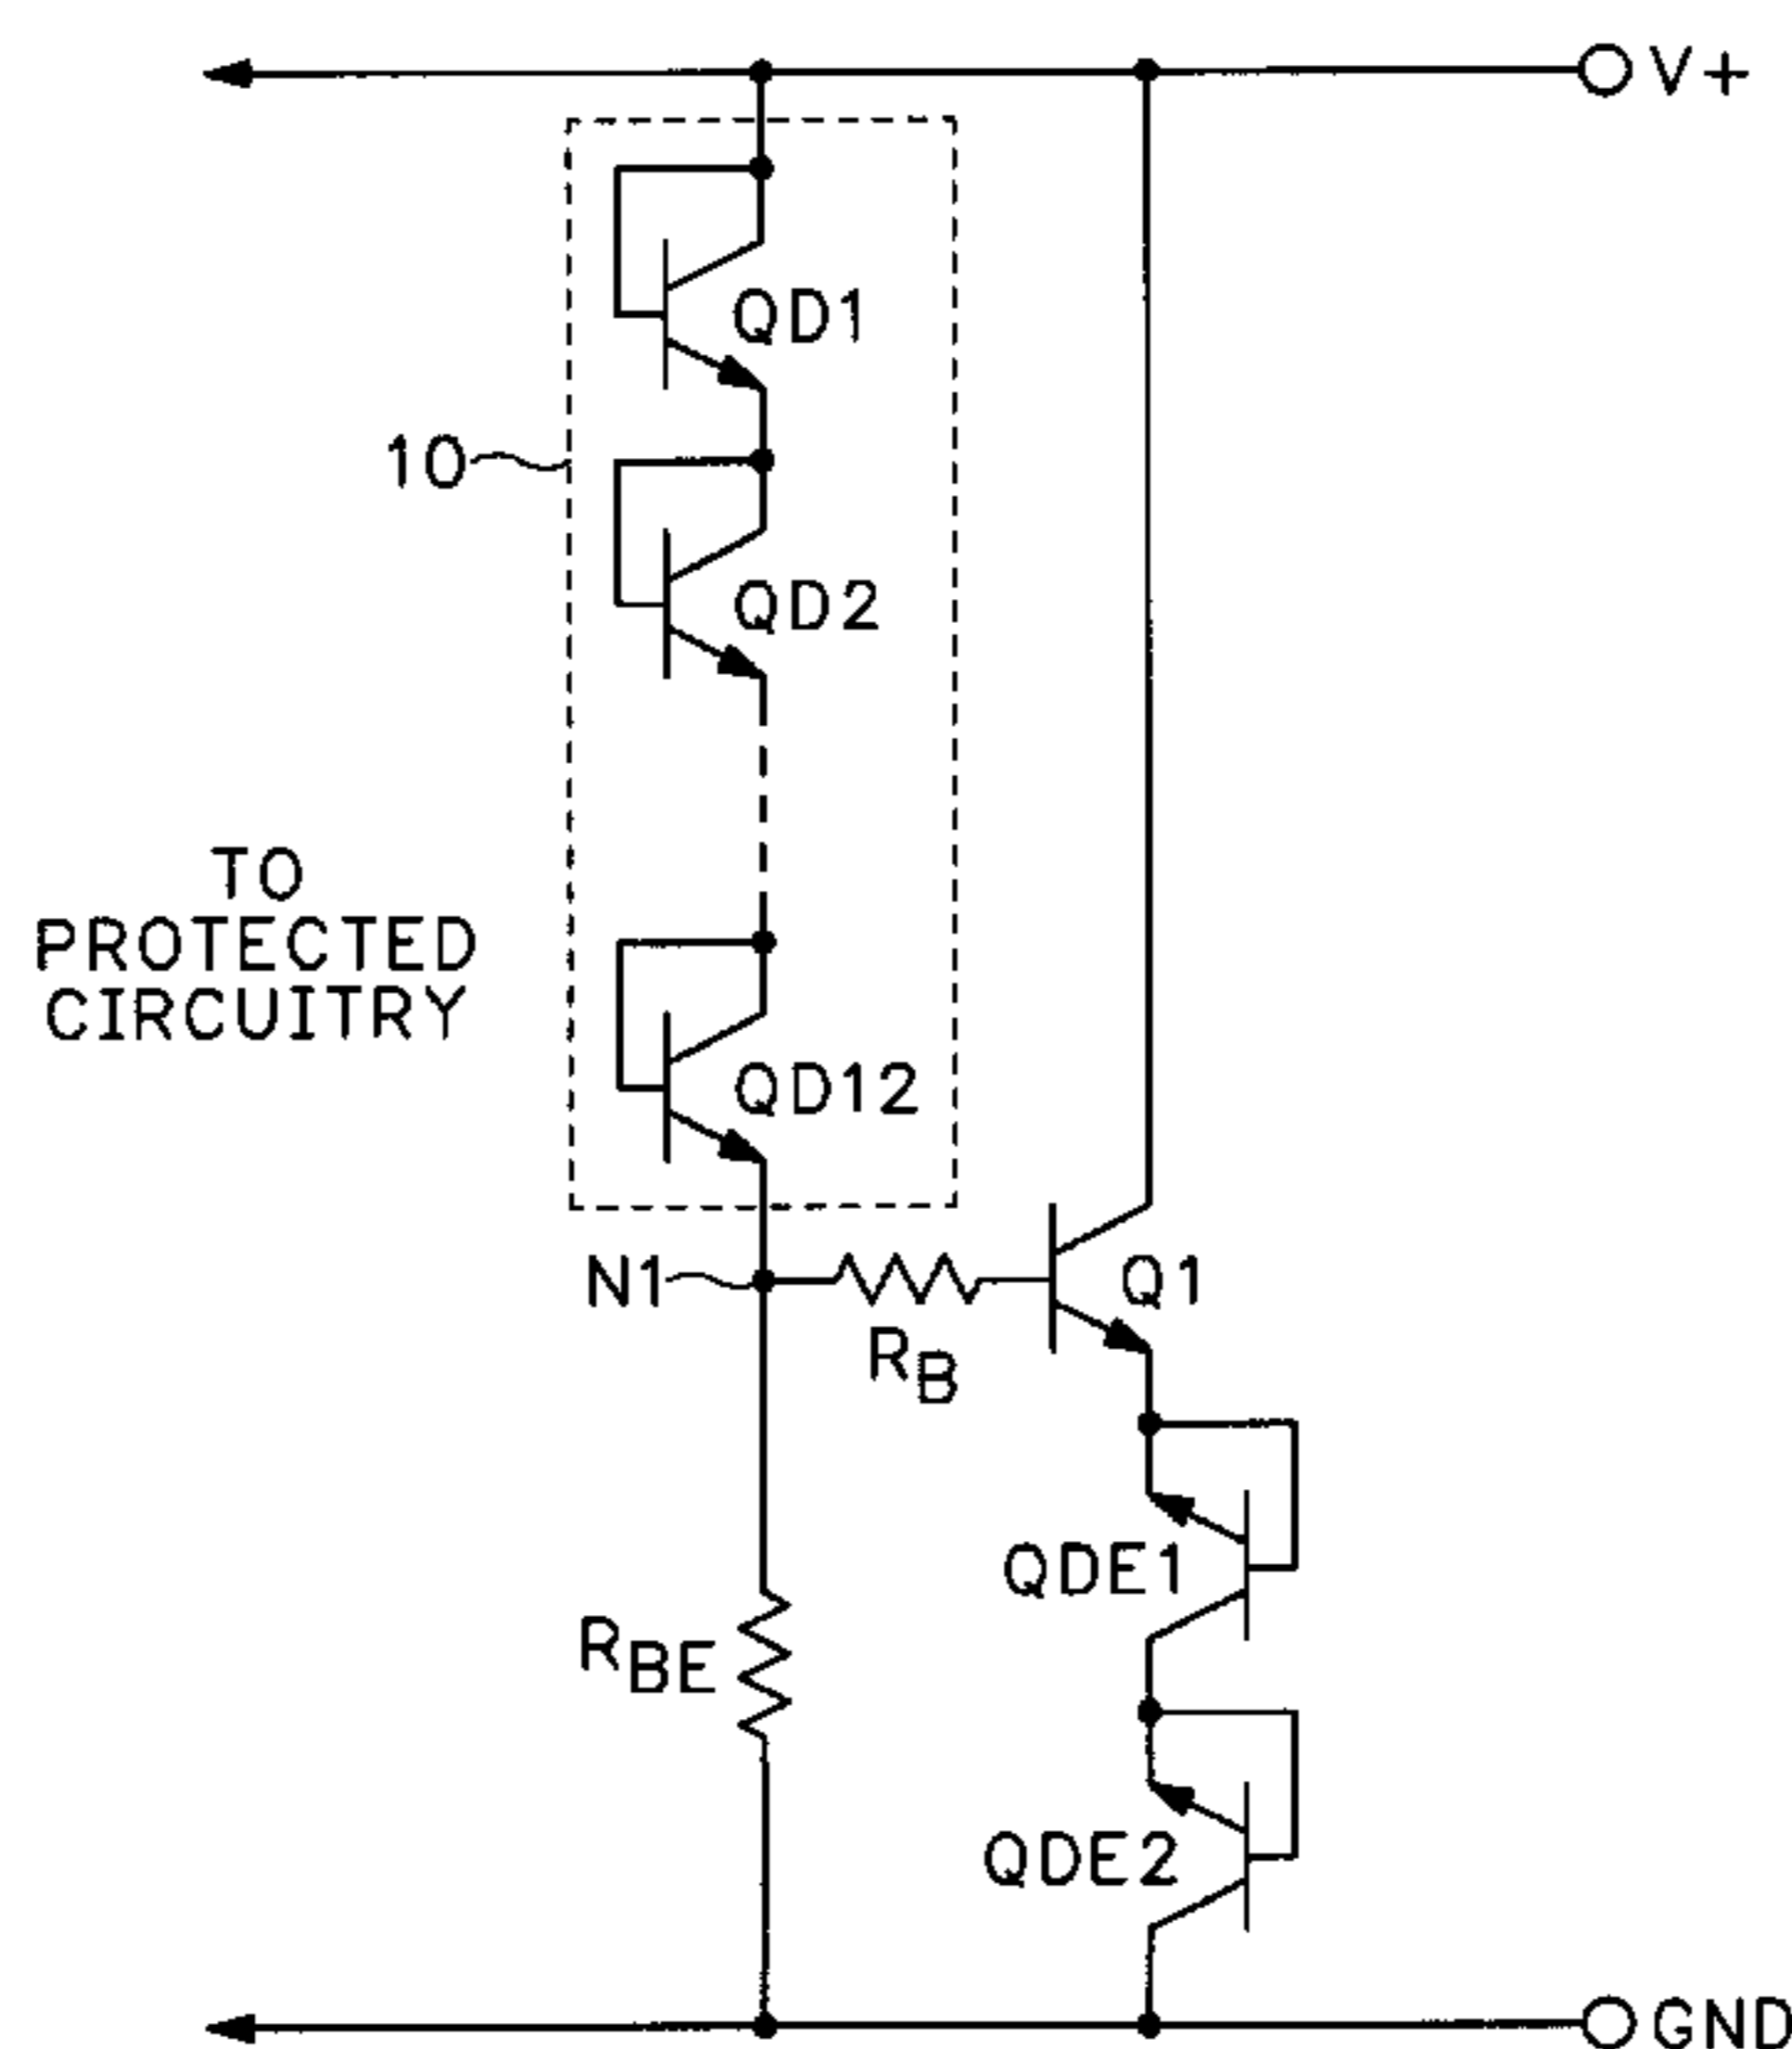 V+
QD1
10
QD2
TO
PROTECTED
CIRCUITRY
QD12
N1
Q1
RB
QDE1
RBE
QDE2
GND